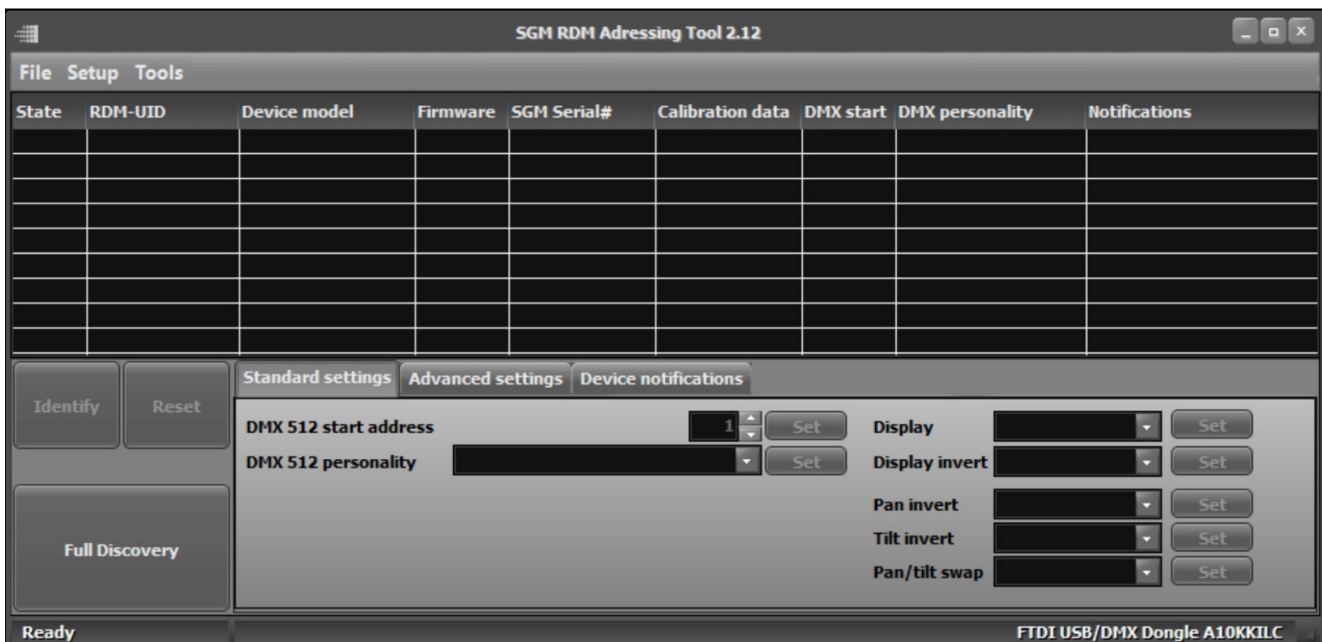 SGM RDM Adressing Tool 2.12
File Setup Tools
State RDM-UID Device model Firmware SGM Serial# Calibration data DMX start DMX personality Notifications
Standard settings Advanced settings Device notifications
Identify Reset
DMX 512 start address 1 Set Display Set
DMX 512 personality Set Display invert Set
Pan invert Set
Full Discovery Tilt invert Set
Pan/tilt swap Set
Ready FTDI USB/DMX Dongle A10KKILC